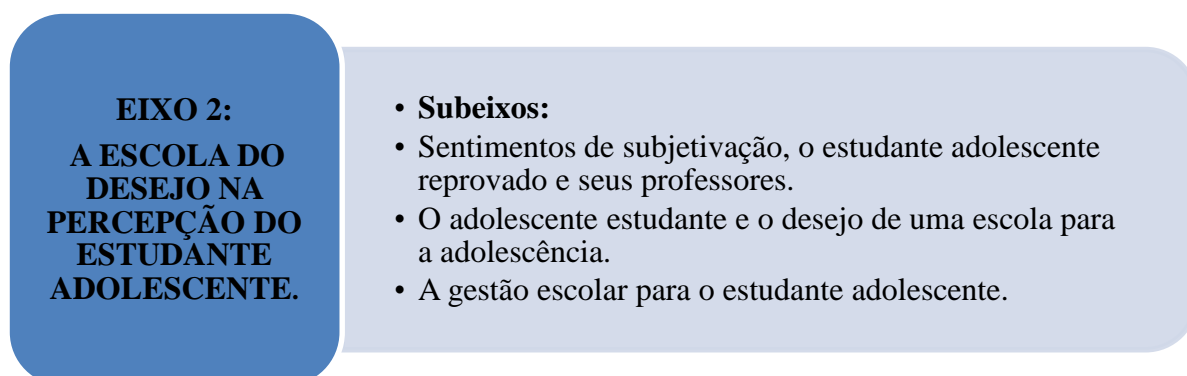 EIXO 2:
A ESCOLA DO
DESEJO NA
PERCEPÇÃO DO
ESTUDANTE
ADOLESCENTE.
• Subeixos:
• Sentimentos de subjetivação, o estudante adolescente
reprovado e seus professores.
• O adolescente estudante e o desejo de uma escola para
a adolescência.
• A gestão escolar para o estudante adolescente.